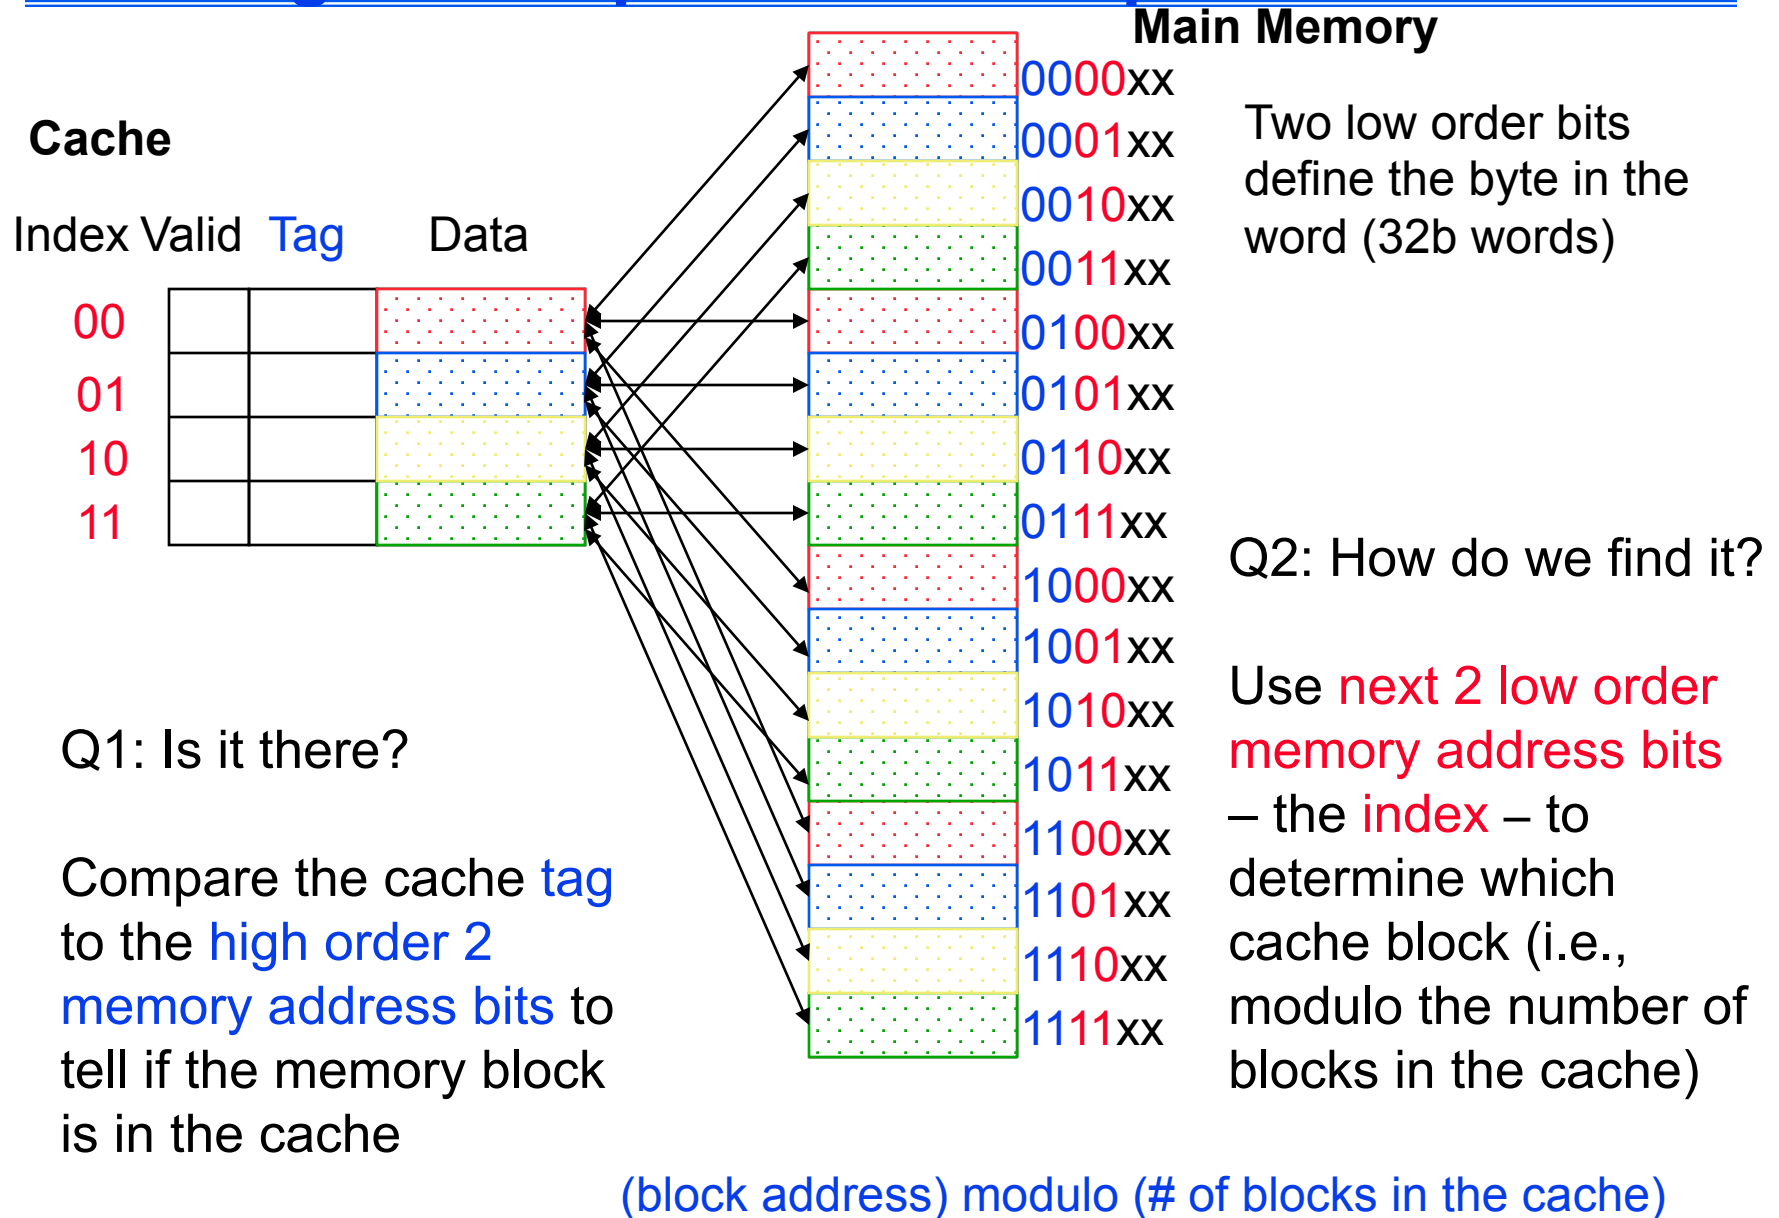 Main Memory
Cache
Index Valid Tag Data
00
01
10
11
0000xx
0001xx
0010xx
0011xx
0100xx
0101xx
0110xx
0111xx
1000xx
1001xx
1010xx
1011xx
1100xx
1101xx
1110xx
1111xx
Two low order bits
define the byte in the
word (32b words)
Q1: Is it there?
Compare the cache tag
to the high order 2
memory address bits to
tell if the memory block
is in the cache
Q2: How do we find it?
Use next 2 low order
memory address bits
– the index – to
determine which
cache block (i.e.,
modulo the number of
blocks in the cache)
(block address) modulo (# of blocks in the cache)